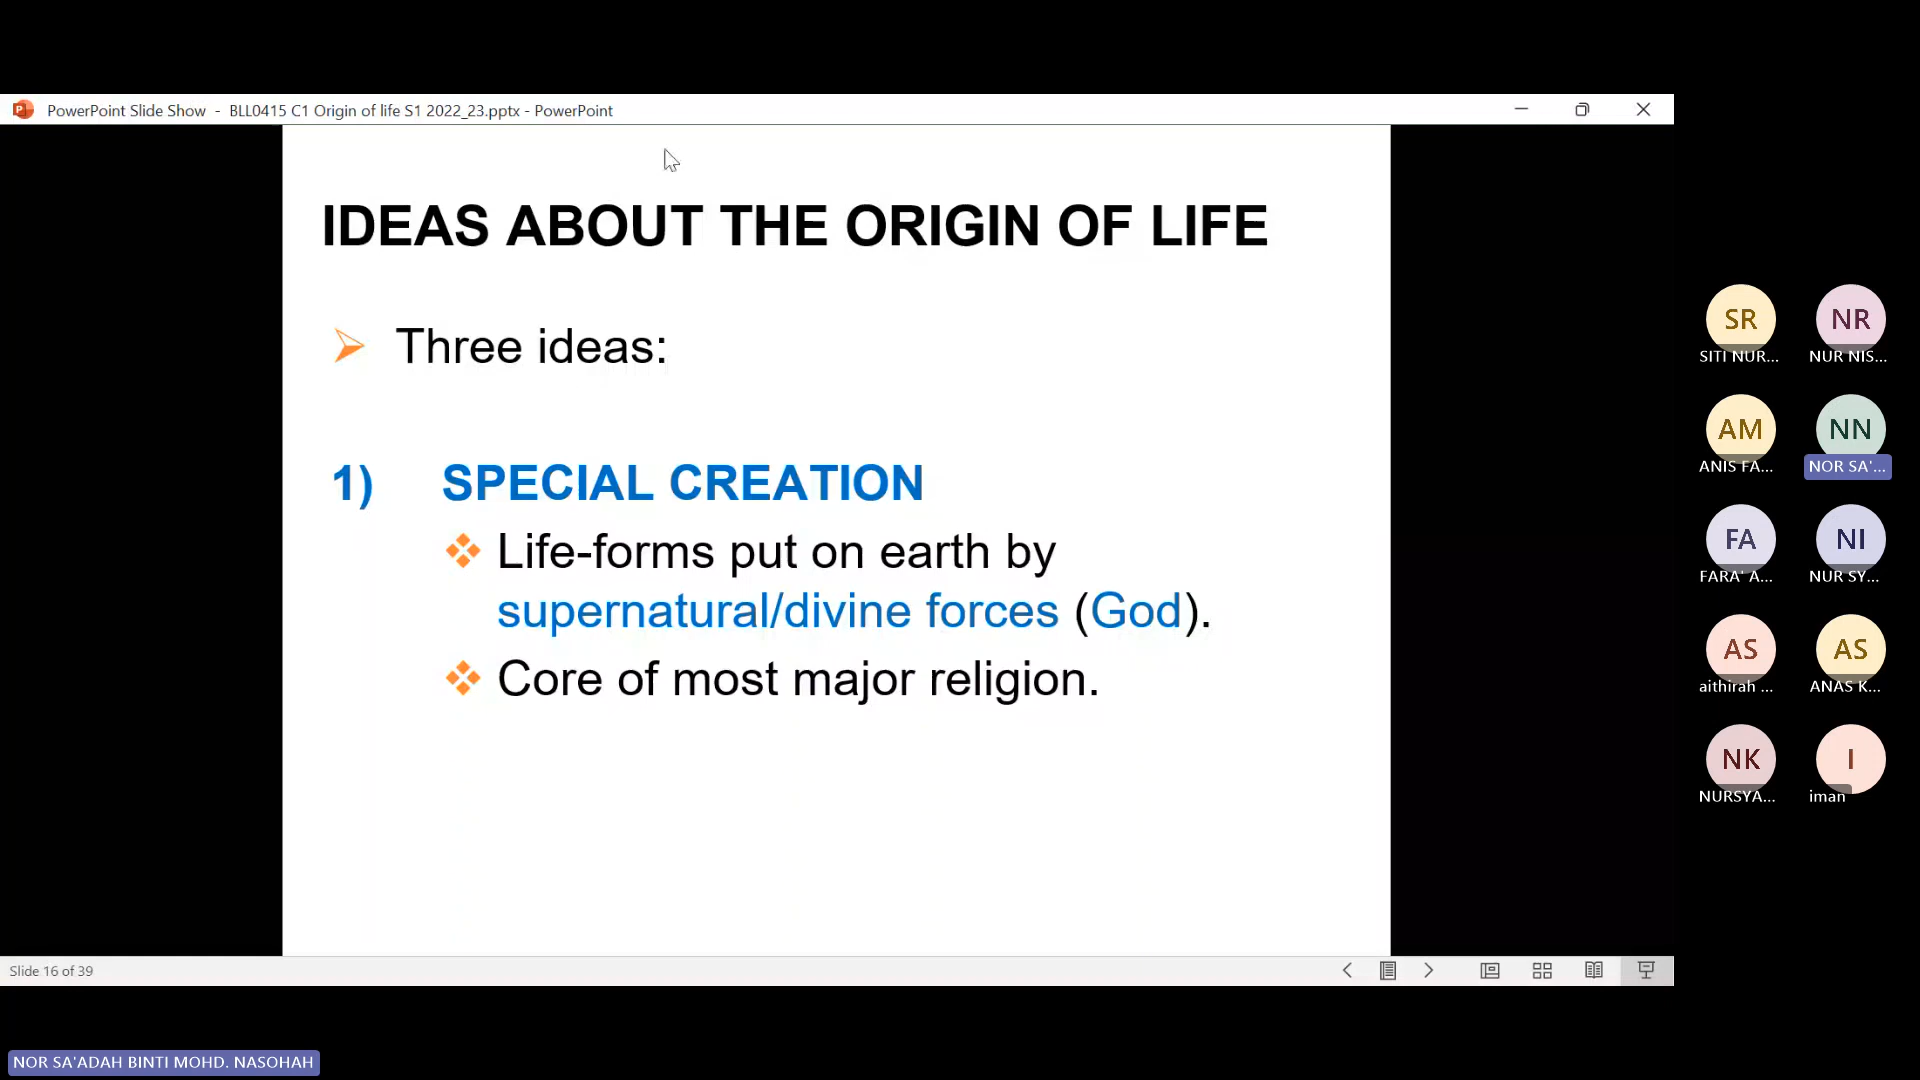 PowerPoint Slide Show - BLL0415 C1 Origin of life S1 2022_23.pptx - PowerPoint
IDEAS ABOUT THE ORIGIN OF LIFE
Three ideas:
1) SPECIAL CREATION
Life-forms put on earth by
supernatural/divine forces (God).
Core of most major religion.
SR NR
SITI NUR... NUR NIS...
AM NN
ANIS FA... NOR SA'...
FA NI
FARA' A... NUR SY...
AS AS
aithirah ... ANAS K...
NK I
NURSYA... iman
Slide 16 of 39
NOR SA'ADAH BINTI MOHD. NASOHAH